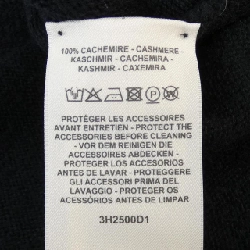 100% CACHEMIRE - CASHMERE
KASCHMIR - CACHEMIRA -
KASHMIR - CAXEMIRA
PROTÉGER LES ACCESSOIRES
AVANT ENTRETIEN - PROTECT THE
ACCESSORIES BEFORE CLEANING
- VOR DEM REINIGEN DIE
ACCESSOIRES ABDECKEN -
PROTEGER LOS ACCESORIOS
ANTES DE LAVAR - PROTEGGERE
GLI ACCESSORI PRIMA DEL
LAVAGGIO - PROTEGER OS
ACESSÓRIOS ANTES DE LIMPAR
3H2500D1